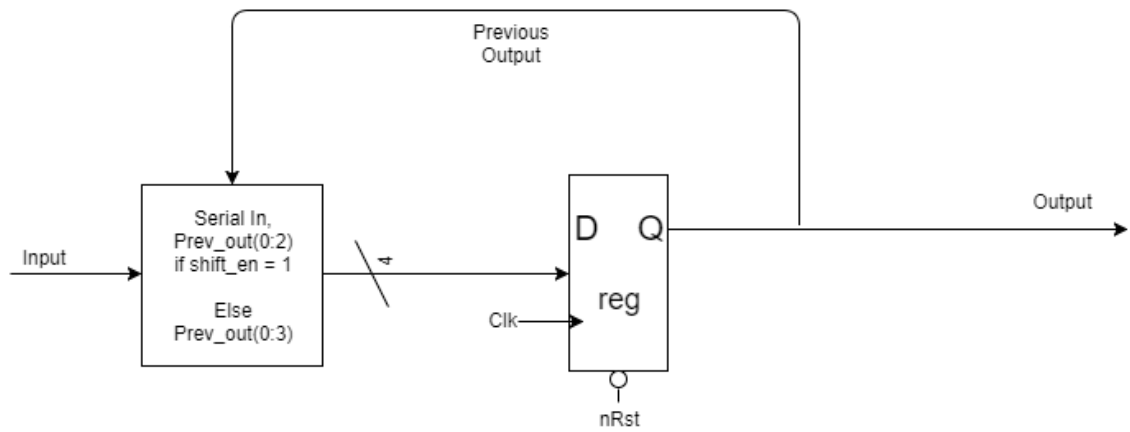 Previous
Output
Serial In,
Prev_out(0:2)
if shift_en = 1
Else
Prev_out(0:3)
Input
4
D Q
reg
Clk
nRst
Output